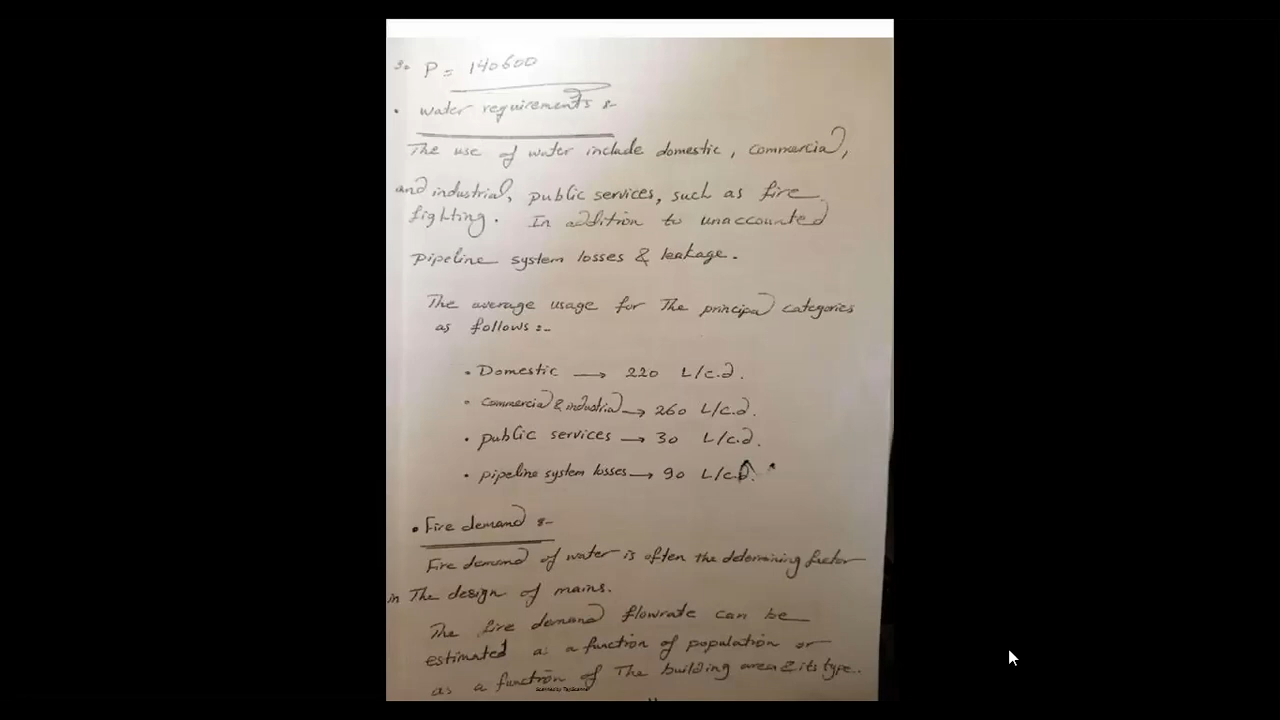 P = 140600
• water requirements :-
The use of water include domestic, commercial,
and industrial, public services, such as fire
fighting. In addition to unaccounted
pipeline system losses & leakage.
The average usage for The principal categories
as follows :-
• Domestic → 220 L/c.d.
• commercial & industrial → 260 L/c.d.
• public services → 30 L/c.d.
• pipeline system losses → 90 L/c.d.
• Fire demand :-
Fire demand of water is often the determining factor
in The design of mains.
The fire demand flowrate can be
estimated as a function of population or
as a function of The building area & its type.
Scanned by TapScanner